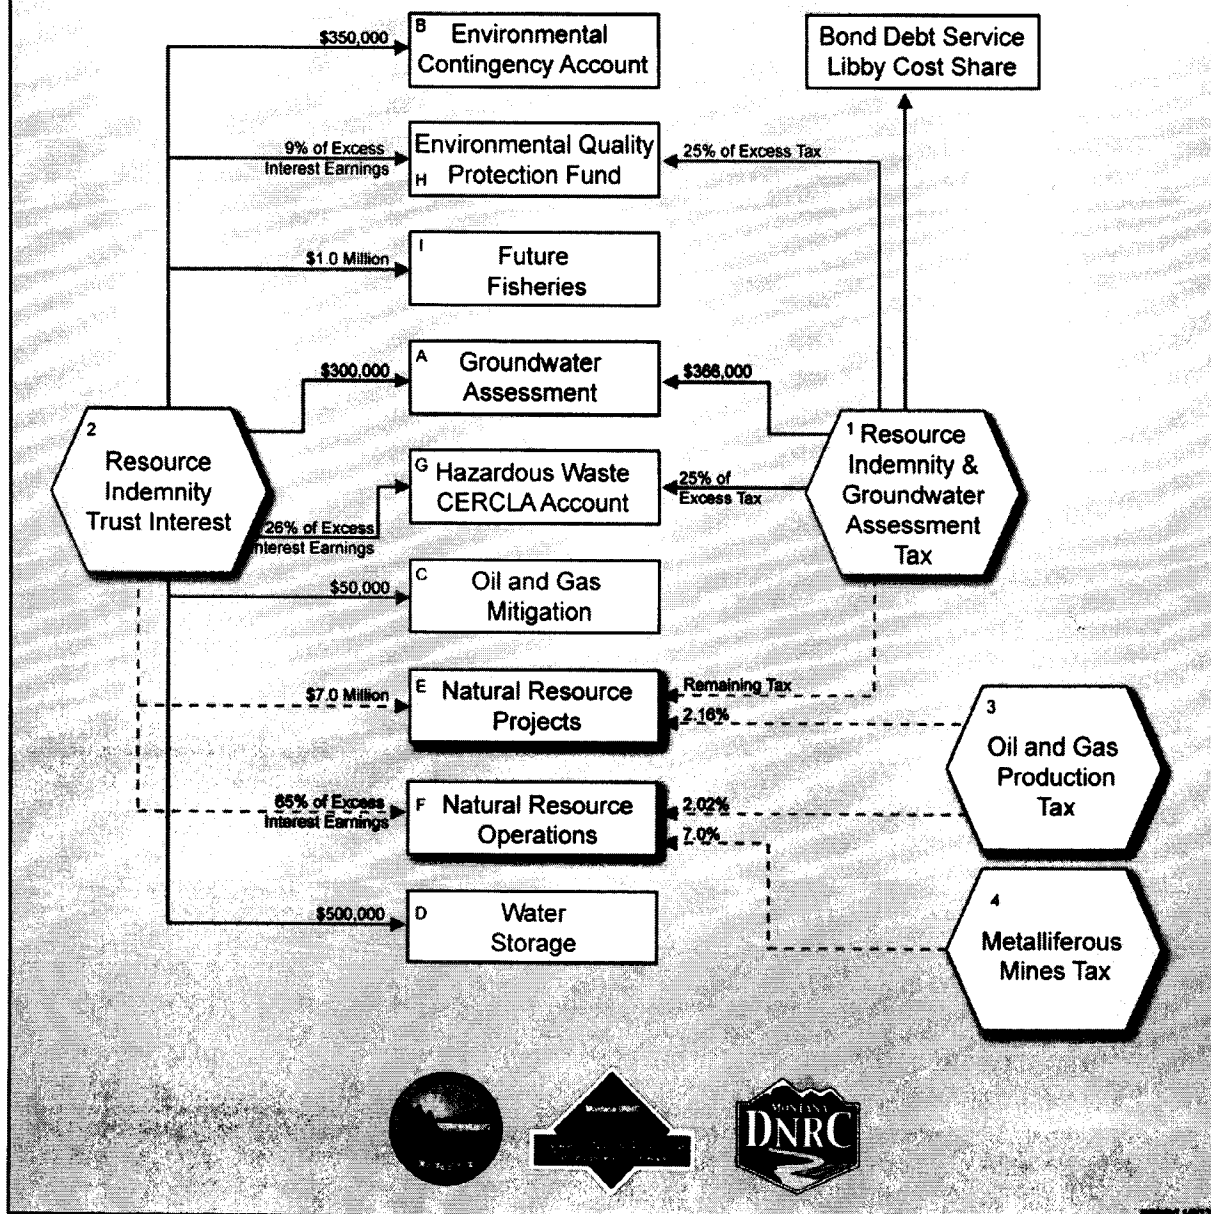 $350,000
B
Environmental
Contingency Account
Bond Debt Service
Libby Cost Share
9% of Excess
Interest Earnings
Environmental Quality
H
Protection Fund
25% of Excess Tax
$1.0 Million
I
Future
Fisheries
$300,000
A
Groundwater
Assessment
$366,000
2
Resource
Indemnity
Trust Interest
1
Resource
Indemnity &
Groundwater
Assessment
Tax
26% of Excess
Interest Earnings
G
Hazardous Waste
CERCLA Account
25% of
Excess Tax
$50,000
C
Oil and Gas
Mitigation
$7.0 Million
E
Natural Resource
Projects
Remaining Tax
2.16%
3
Oil and Gas
Production
Tax
65% of Excess
Interest Earnings
F
Natural Resource
Operations
2.02%
7.0%
$500,000
D
Water
Storage
4
Metalliferous
Mines Tax
MONTANA
DNRC